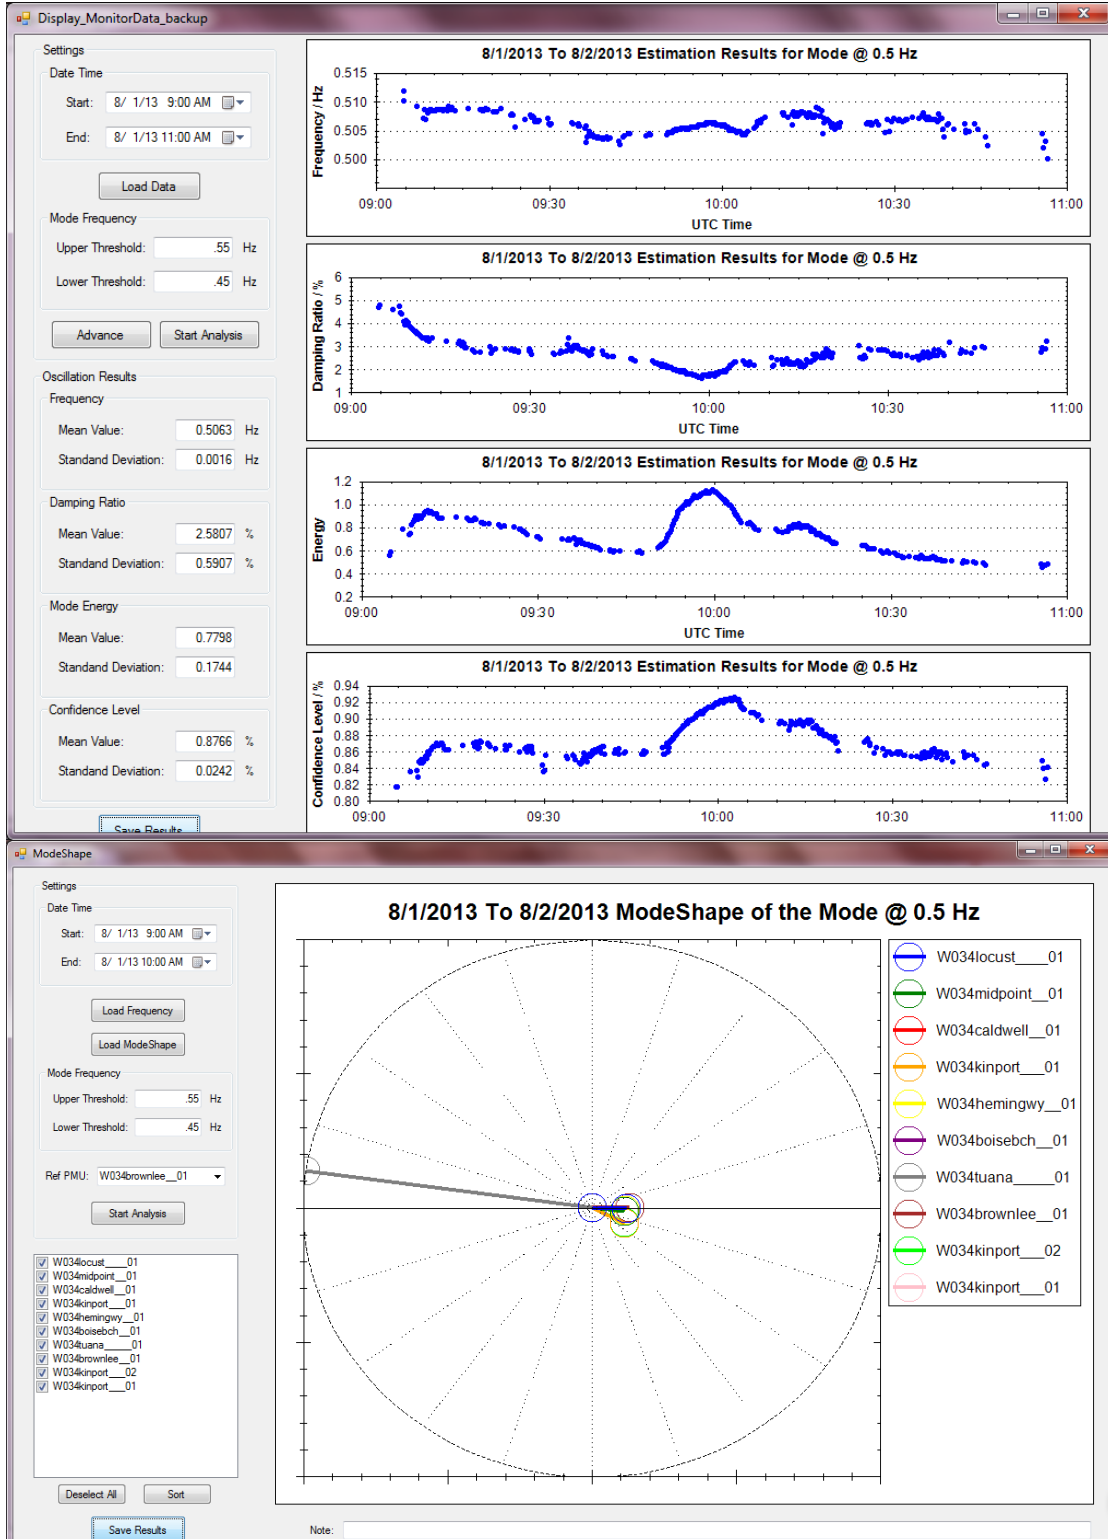 Display_MonitorData_backup
Settings
Date Time
Start: 8/ 1/13 9:00 AM
End: 8/ 1/13 11:00 AM
Load Data
Mode Frequency
Upper Threshold: .55 Hz
Lower Threshold: .45 Hz
Advance Start Analysis
Oscillation Results
Frequency
Mean Value: 0.5063 Hz
Standand Deviation: 0.0016 Hz
Damping Ratio
Mean Value: 2.5807 %
Standand Deviation: 0.5907 %
Mode Energy
Mean Value: 0.7798
Standand Deviation: 0.1744
Confidence Level
Mean Value: 0.8766 %
Standand Deviation: 0.0242 %
Save Results
8/1/2013 To 8/2/2013 Estimation Results for Mode @ 0.5 Hz
Frequency / Hz
0.515
0.510
0.505
0.500
09:00 09:30 10:00 10:30 11:00
UTC Time
8/1/2013 To 8/2/2013 Estimation Results for Mode @ 0.5 Hz
Damping Ratio / %
6
5
4
3
2
1
09:00 09:30 10:00 10:30 11:00
UTC Time
8/1/2013 To 8/2/2013 Estimation Results for Mode @ 0.5 Hz
Energy
1.2
1.0
0.8
0.6
0.4
0.2
09:00 09:30 10:00 10:30 11:00
UTC Time
8/1/2013 To 8/2/2013 Estimation Results for Mode @ 0.5 Hz
Confidence Level / %
0.94
0.92
0.90
0.88
0.86
0.84
0.82
0.80
09:00 09:30 10:00 10:30 11:00
UTC Time
ModeShape
Settings
Date Time
Start: 8/ 1/13 9:00 AM
End: 8/ 1/13 10:00 AM
Load Frequency
Load ModeShape
Mode Frequency
Upper Threshold: .55 Hz
Lower Threshold: .45 Hz
Ref PMU: W034brownlee__01
Start Analysis
W034locust____01
W034midpoint__01
W034caldwell__01
W034kinport___01
W034hemingwy__01
W034boisebch__01
W034tuana_____01
W034brownlee__01
W034kinport___02
W034kinport___01
Deselect All Sort
Save Results
8/1/2013 To 8/2/2013 ModeShape of the Mode @ 0.5 Hz
W034locust____01
W034midpoint__01
W034caldwell__01
W034kinport___01
W034hemingwy__01
W034boisebch__01
W034tuana_____01
W034brownlee__01
W034kinport___02
W034kinport___01
Note: